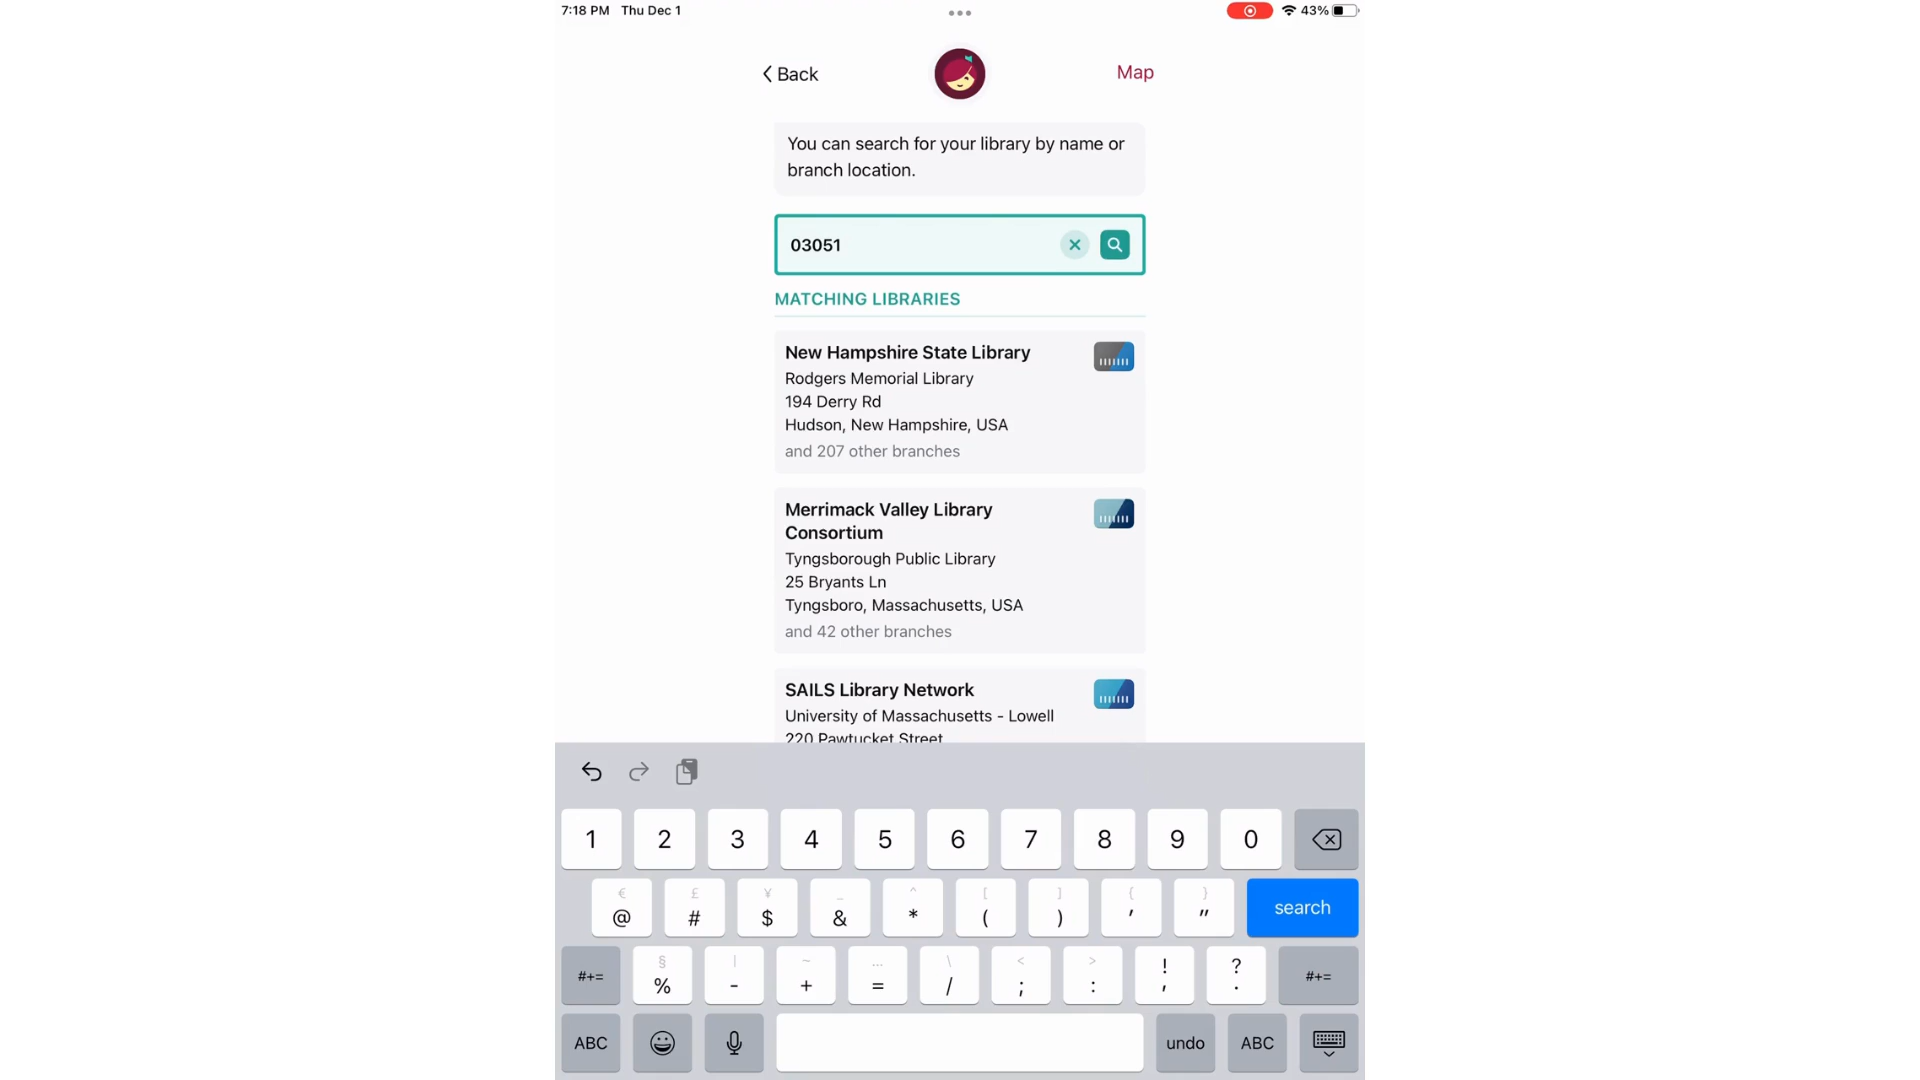 7:18 PM Thu Dec 1
43%
Back
Map
You can search for your library by name or
branch location.
03051
MATCHING LIBRARIES
New Hampshire State Library
Rodgers Memorial Library
194 Derry Rd
Hudson, New Hampshire, USA
and 207 other branches
Merrimack Valley Library
Consortium
Tyngsborough Public Library
25 Bryants Ln
Tyngsboro, Massachusetts, USA
and 42 other branches
SAILS Library Network
University of Massachusetts - Lowell
220 Pawtucket Street
1 2 3 4 5 6 7 8 9 0
€ £ ¥ _ ^ [ ] { }
@ # $ & * ( ) ' " search
§ | ~ … \ < > ! ?
#+= % - + = / ; : , . #+=
ABC undo ABC